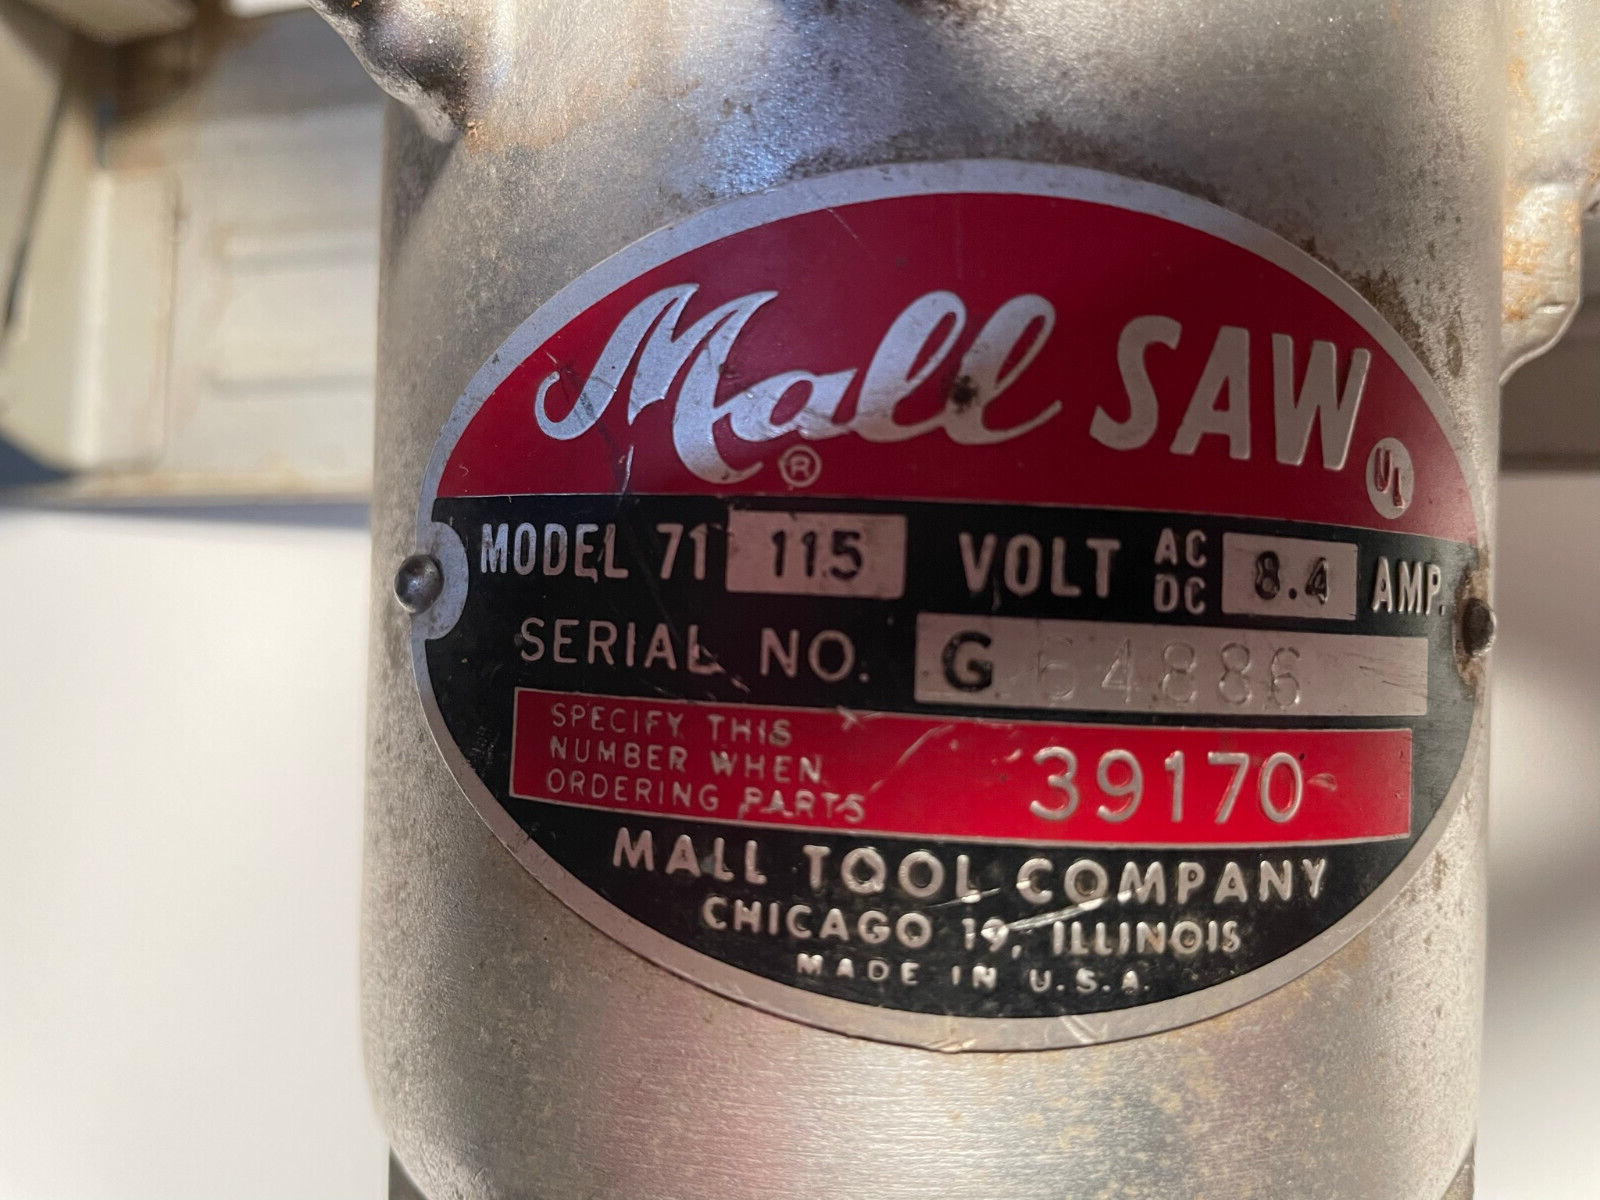 Mall SAW
® UL
MODEL 71 115 VOLT AC DC 8.4 AMP.
SERIAL NO. G 64886
SPECIFY THIS
NUMBER WHEN
ORDERING PARTS
39170
MALL TOOL COMPANY
CHICAGO 19, ILLINOIS
MADE IN U.S.A.